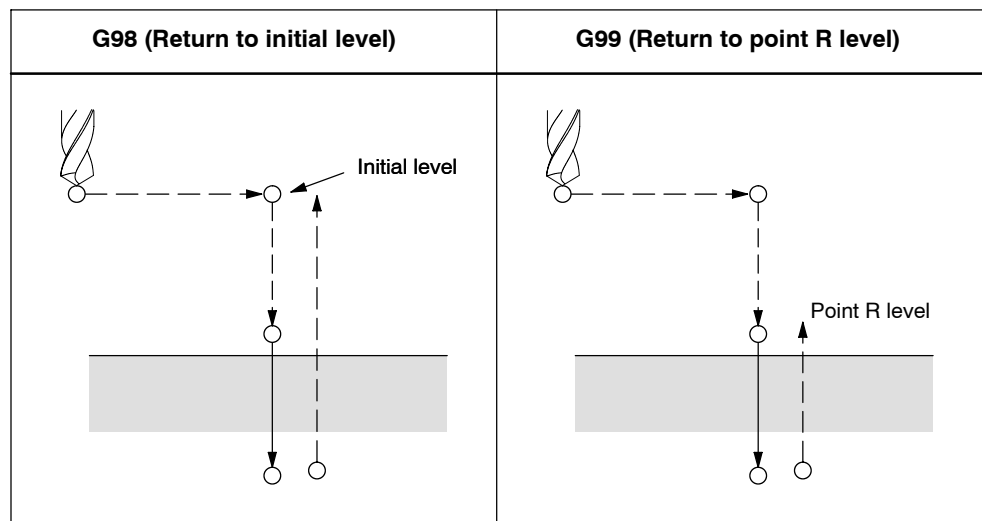 G98 (Return to initial level)
G99 (Return to point R level)
Initial level
Point R level